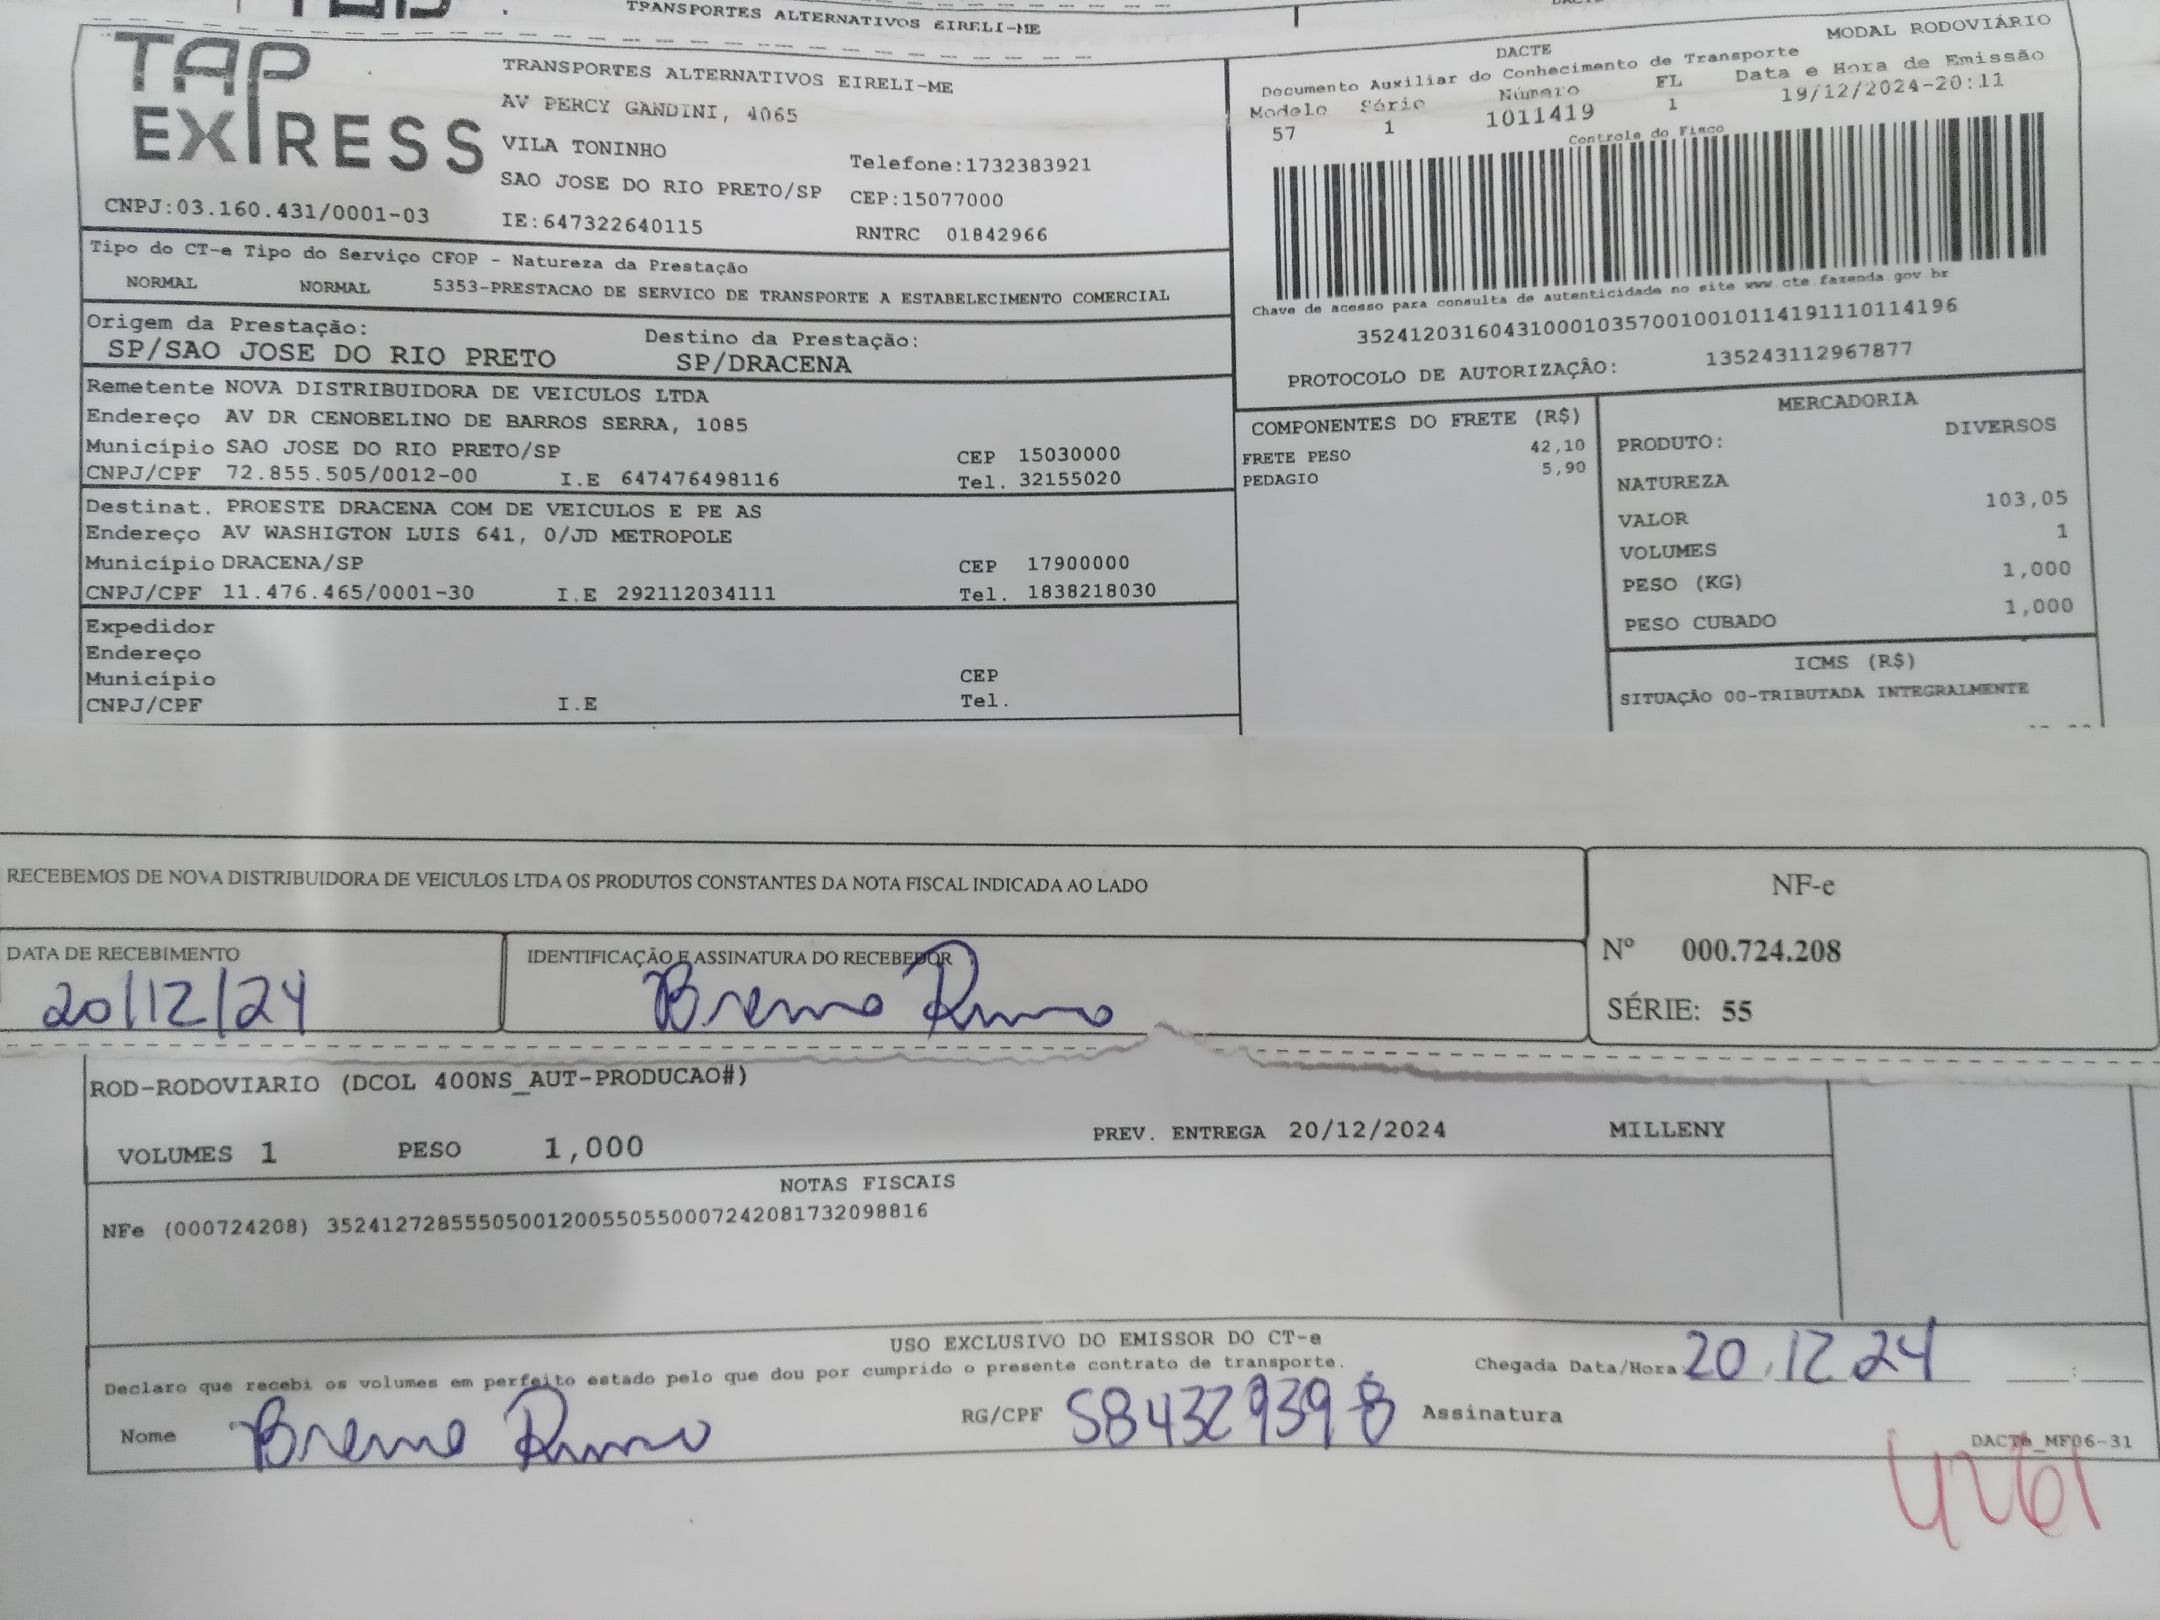 TRANSPORTES ALTERNATIVOS EIRELI-ME
TAP EXPRESS
TRANSPORTES ALTERNATIVOS EIRELI-ME
AV PERCY GANDINI, 4065
VILA TONINHO
Telefone:1732383921
SAO JOSE DO RIO PRETO/SP CEP:15077000
CNPJ:03.160.431/0001-03
IE:647322640115 RNTRC 01842966
MODAL RODOVIÁRIO
DACTE
Documento Auxiliar do Conhecimento de Transporte
Modelo Série Número FL Data e Hora de Emissão
57 1 1011419 1 19/12/2024-20:11
Controle do Fisco
Chave de acesso para consulta de autenticidade no site www.cte.fazenda.gov.br
35241203160431000103570010010114191110114196
PROTOCOLO DE AUTORIZAÇÂO: 135243112967877
Tipo do CT-e Tipo do Serviço CFOP - Natureza da Prestação
NORMAL NORMAL 5353-PRESTACAO DE SERVICO DE TRANSPORTE A ESTABELECIMENTO COMERCIAL
Origem da Prestação: Destino da Prestação:
SP/SAO JOSE DO RIO PRETO SP/DRACENA
Remetente NOVA DISTRIBUIDORA DE VEICULOS LTDA
Endereço AV DR CENOBELINO DE BARROS SERRA, 1085
Município SAO JOSE DO RIO PRETO/SP CEP 15030000
CNPJ/CPF 72.855.505/0012-00 I.E 647476498116 Tel. 32155020
Destinat. PROESTE DRACENA COM DE VEICULOS E PE AS
Endereço AV WASHIGTON LUIS 641, 0/JD METROPOLE
Município DRACENA/SP CEP 17900000
CNPJ/CPF 11.476.465/0001-30 I.E 292112034111 Tel. 1838218030
Expedidor
Endereço
Município CEP
CNPJ/CPF I.E Tel.
COMPONENTES DO FRETE (R$)
FRETE PESO 42,10
PEDAGIO 5,90
MERCADORIA
PRODUTO: DIVERSOS
NATUREZA
VALOR 103,05
VOLUMES 1
PESO (KG) 1,000
PESO CUBADO 1,000
ICMS (R$)
SITUAÇÃO 00-TRIBUTADA INTEGRALMENTE
RECEBEMOS DE NOVA DISTRIBUIDORA DE VEICULOS LTDA OS PRODUTOS CONSTANTES DA NOTA FISCAL INDICADA AO LADO
DATA DE RECEBIMENTO IDENTIFICAÇÃO E ASSINATURA DO RECEBEDOR
20/12/24 Breno
NF-e
Nº 000.724.208
SÉRIE: 55
ROD-RODOVIARIO (DCOL 400NS_AUT-PRODUCAO#)
VOLUMES 1 PESO 1,000 PREV. ENTREGA 20/12/2024 MILLENY
NOTAS FISCAIS
NFe (000724208) 35241272855505001200550550007242081732098816
USO EXCLUSIVO DO EMISSOR DO CT-e
Declaro que recebi os volumes em perfeito estado pelo que dou por cumprido o presente contrato de transporte. Chegada Data/Hora 20.12.24
Nome Breno RG/CPF 584329398 Assinatura
DACTe_MF06-31
4261